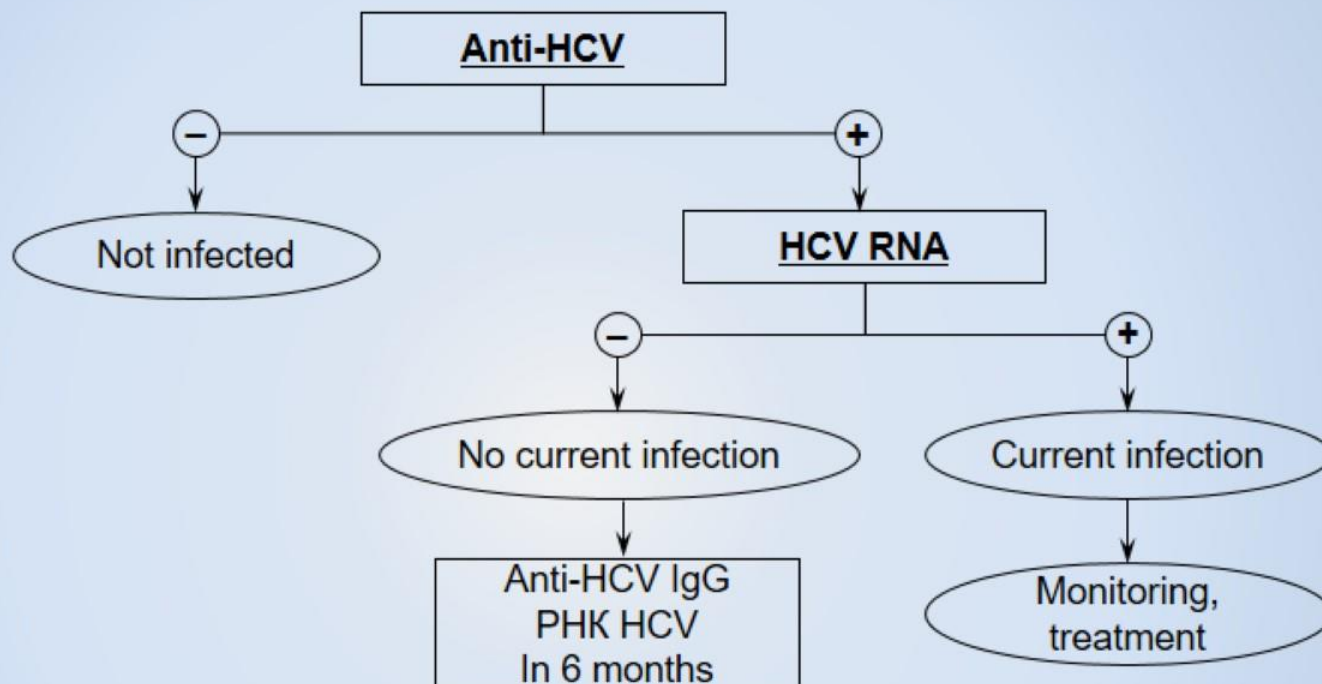 Anti-HCV
–
+
Not infected
HCV RNA
–
+
No current infection
Current infection
Anti-HCV IgG
РНК HCV
In 6 months
Monitoring,
treatment